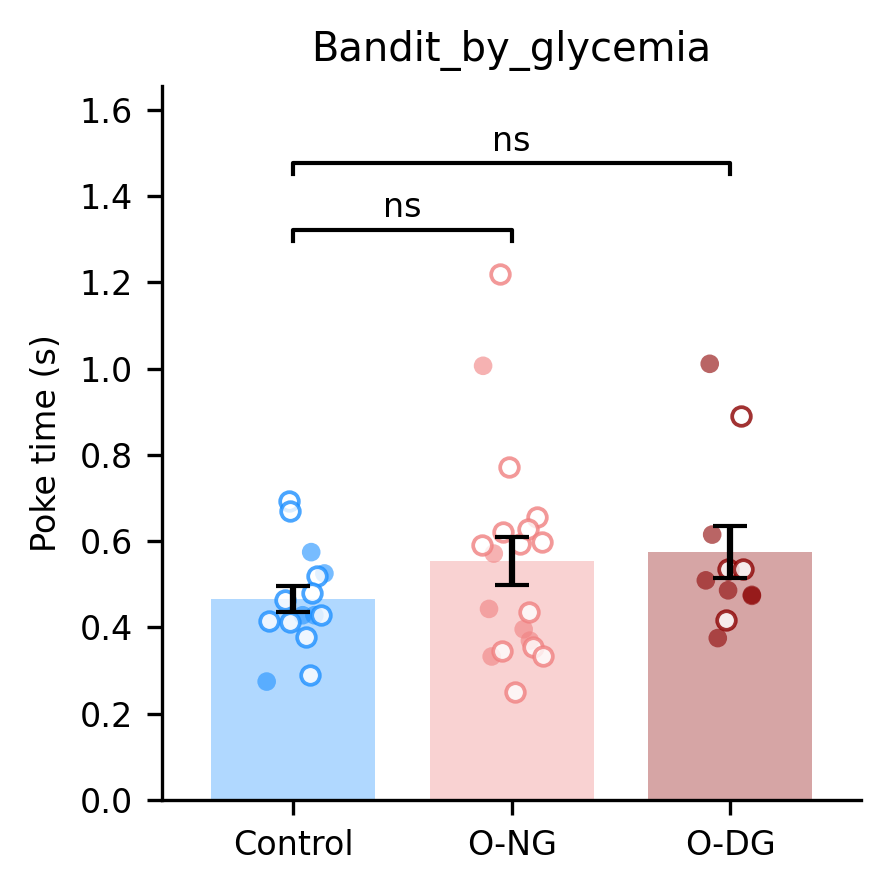 Bandit_by_glycemia
Poke time (s)
1.6
1.4
1.2
1.0
0.8
0.6
0.4
0.2
0.0
ns
ns
Control
O-NG
O-DG